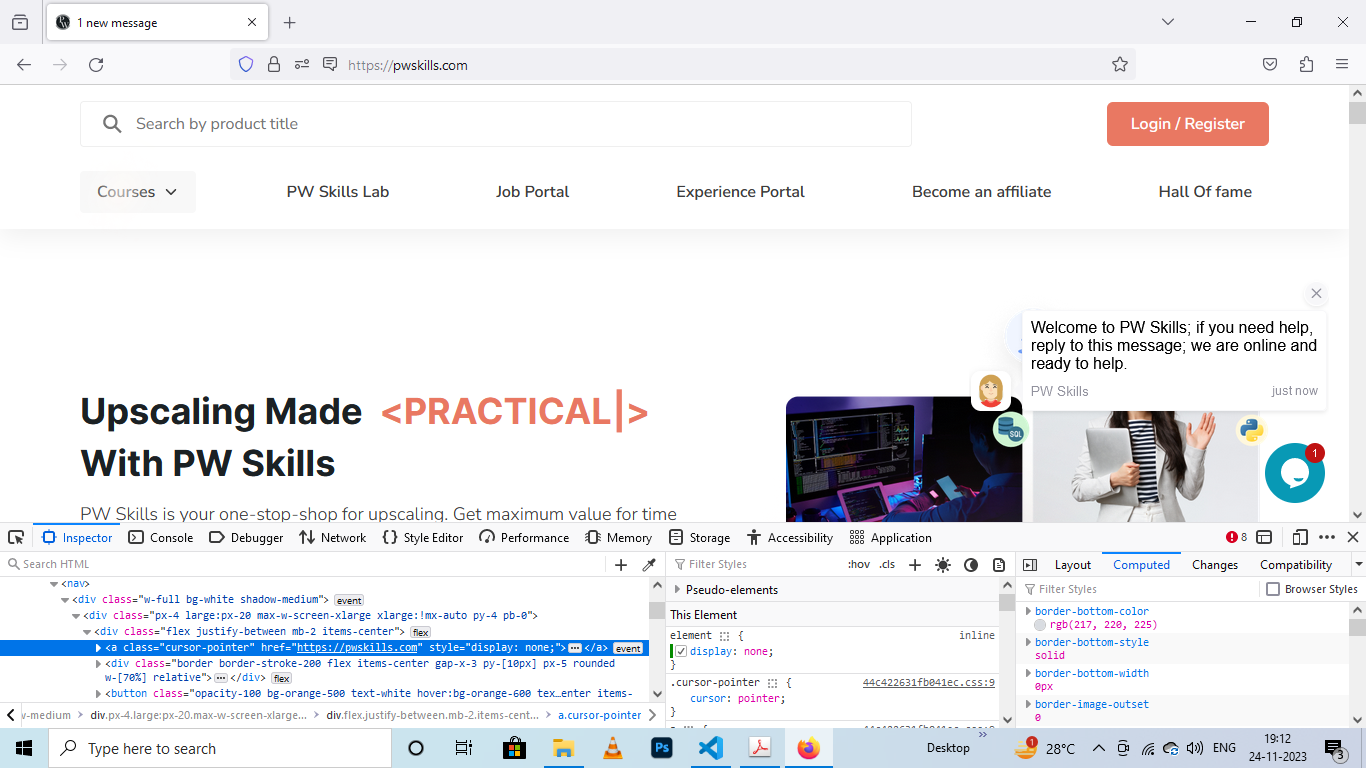 1 new message
https://pwskills.com
Search by product title
Login / Register
Courses
PW Skills Lab
Job Portal
Experience Portal
Become an affiliate
Hall Of fame
Welcome to PW Skills; if you need help,
reply to this message; we are online and
ready to help.
PW Skills
just now
Upscaling Made <PRACTICAL|>
With PW Skills
PW Skills is your one-stop-shop for upscaling. Get maximum value for time
SQL
1
Inspector
Console
Debugger
Network
Style Editor
Performance
Memory
Storage
Accessibility
Application
8
Search HTML
<nav>
<div class="w-full bg-white shadow-medium"> event
<div class="px-4 large:px-20 max-w-screen-xlarge xlarge:!mx-auto py-4 pb-0">
<div class="flex justify-between mb-2 items-center"> flex
<a class="cursor-pointer" href="https://pwskills.com" style="display: none;"> ••• </a> event
<div class="border border-stroke-200 flex items-center gap-x-3 py-[10px] px-5 rounded
w-[70%] relative"> ••• </div> flex
<button class="opacity-100 bg-orange-500 text-white hover:bg-orange-600 tex…enter items-
v-medium
div.px-4.large:px-20.max-w-screen-xlarge...
div.flex.justify-between.mb-2.items-cent...
a.cursor-pointer
Filter Styles
:hov
.cls
Pseudo-elements
This Element
element {
inline
display: none;
}
.cursor-pointer {
44c422631fb041ec.css:9
cursor: pointer;
}
Layout
Computed
Changes
Compatibility
Filter Styles
Browser Styles
border-bottom-color
rgb(217, 220, 225)
border-bottom-style
solid
border-bottom-width
0px
border-image-outset
0
Type here to search
Ps
Desktop
1
28°C
ENG
19:12
24-11-2023
3